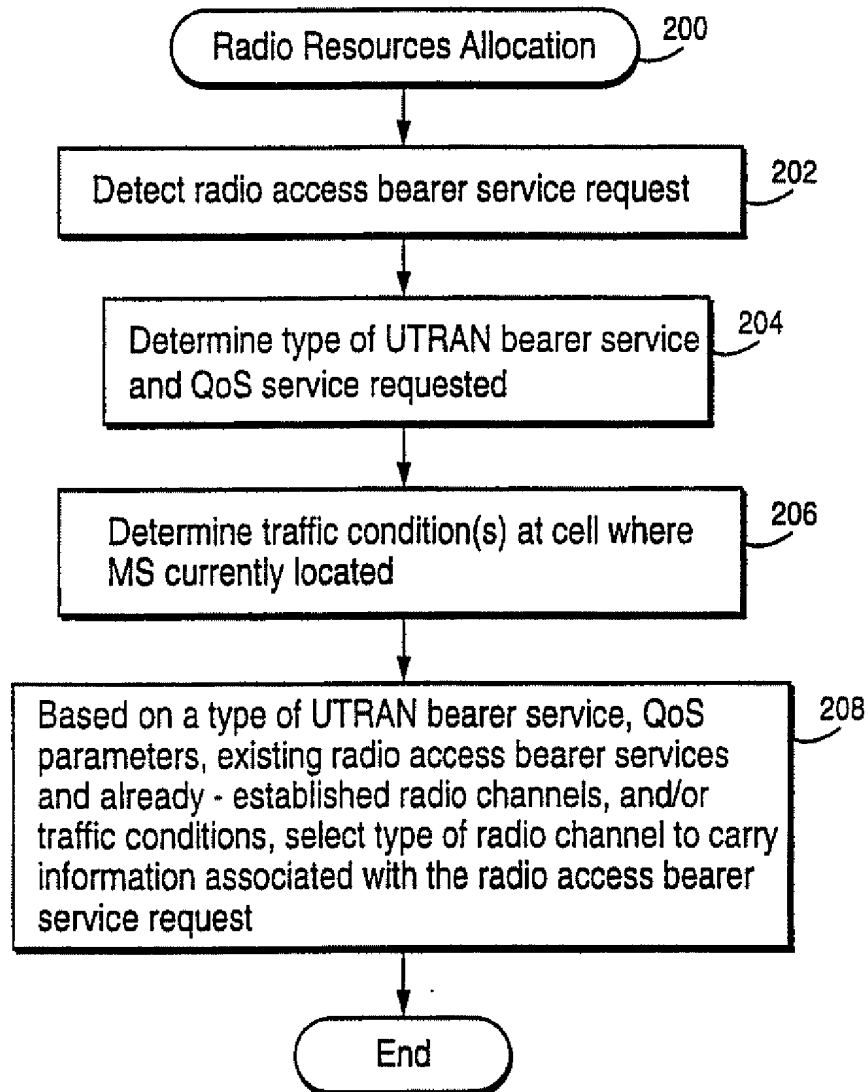 Radio Resources Allocation
200
Detect radio access bearer service request
202
Determine type of UTRAN bearer service
and QoS service requested
204
Determine traffic condition(s) at cell where
MS currently located
206
Based on a type of UTRAN bearer service, QoS
parameters, existing radio access bearer services
and already - established radio channels, and/or
traffic conditions, select type of radio channel to carry
information associated with the radio access bearer
service request
208
End